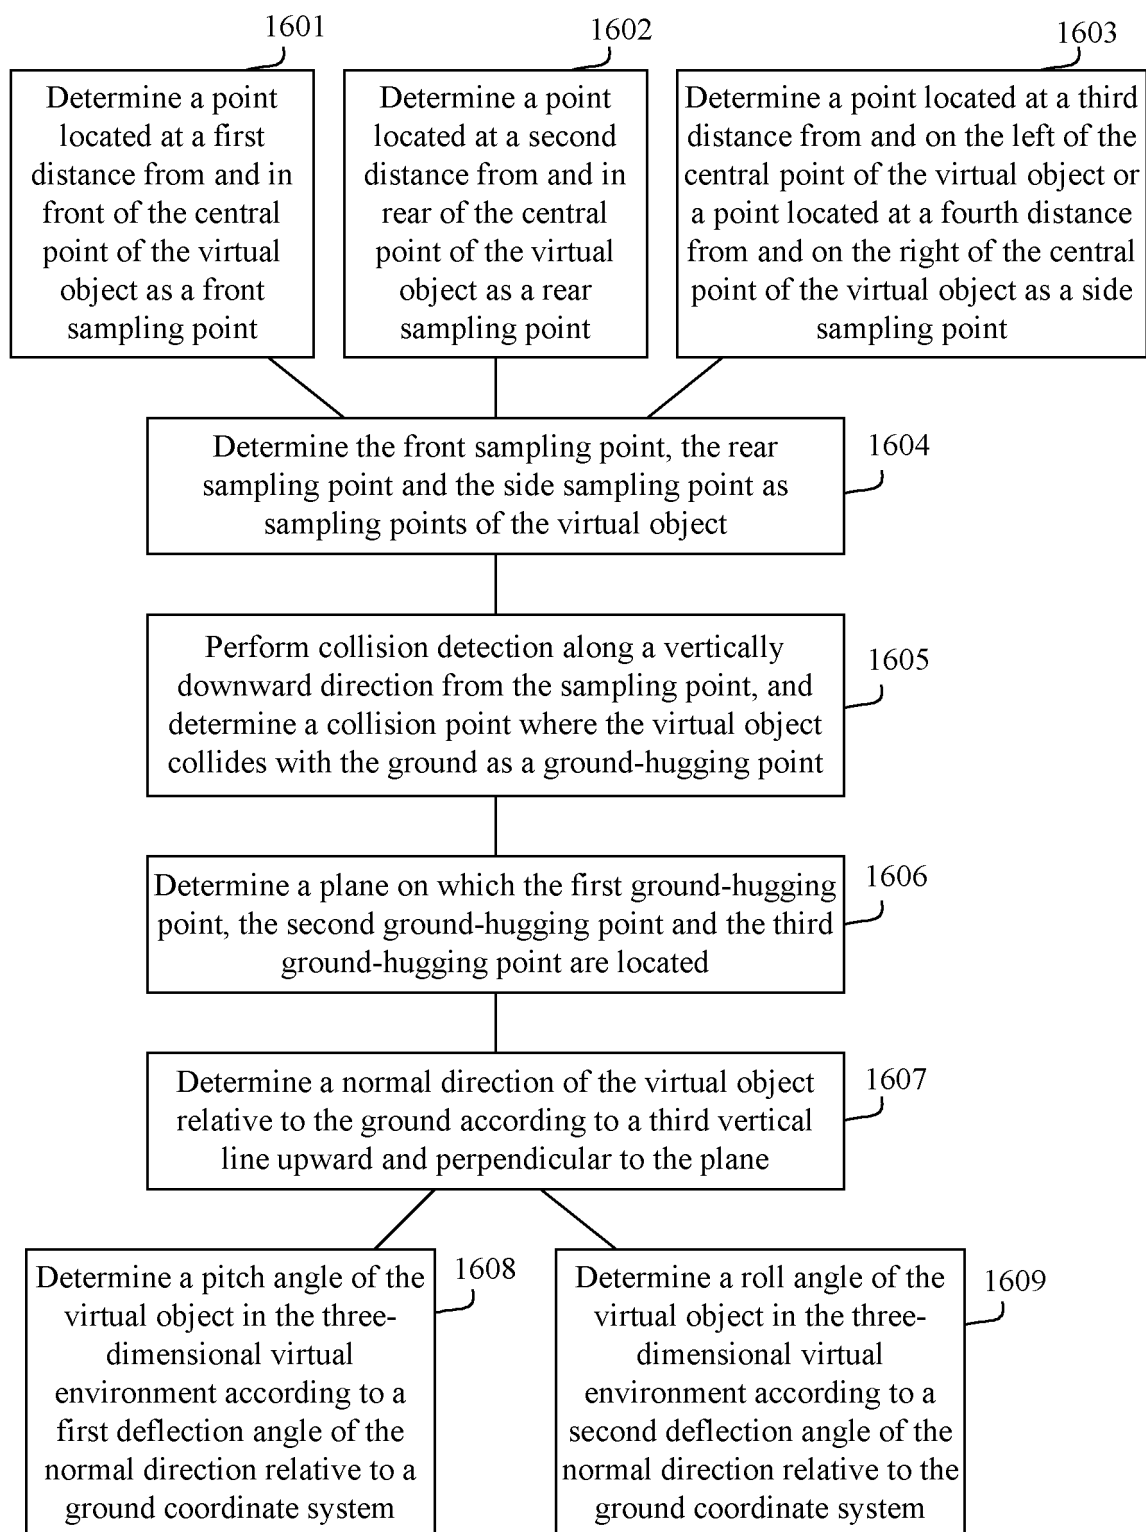 1601
Determine a point
located at a first
distance from and in
front of the central
point of the virtual
object as a front
sampling point
1602
Determine a point
located at a second
distance from and in
rear of the central
point of the virtual
object as a rear
sampling point
1603
Determine a point located at a third
distance from and on the left of the
central point of the virtual object or
a point located at a fourth distance
from and on the right of the central
point of the virtual object as a side
sampling point
1604
Determine the front sampling point, the rear
sampling point and the side sampling point as
sampling points of the virtual object
1605
Perform collision detection along a vertically
downward direction from the sampling point, and
determine a collision point where the virtual object
collides with the ground as a ground-hugging point
1606
Determine a plane on which the first ground-hugging
point, the second ground-hugging point and the third
ground-hugging point are located
1607
Determine a normal direction of the virtual object
relative to the ground according to a third vertical
line upward and perpendicular to the plane
1608
Determine a pitch angle of the
virtual object in the three-
dimensional virtual
environment according to a
first deflection angle of the
normal direction relative to a
ground coordinate system
1609
Determine a roll angle of the
virtual object in the three-
dimensional virtual
environment according to a
second deflection angle of the
normal direction relative to the
ground coordinate system